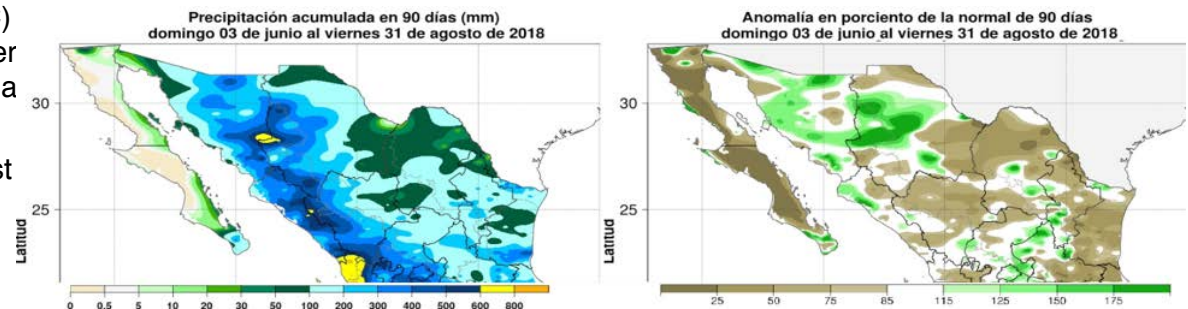 )
er
a
st
Precipitación acumulada en 90 días (mm)
domingo 03 de junio al viernes 31 de agosto de 2018
30
25
Latitud
0 0.5 5 10 20 30 50 100 200 300 400 500 600 800
Anomalía en porciento de la normal de 90 días
domingo 03 de junio al viernes 31 de agosto de 2018
30
25
Latitud
25 50 75 85 115 125 150 175